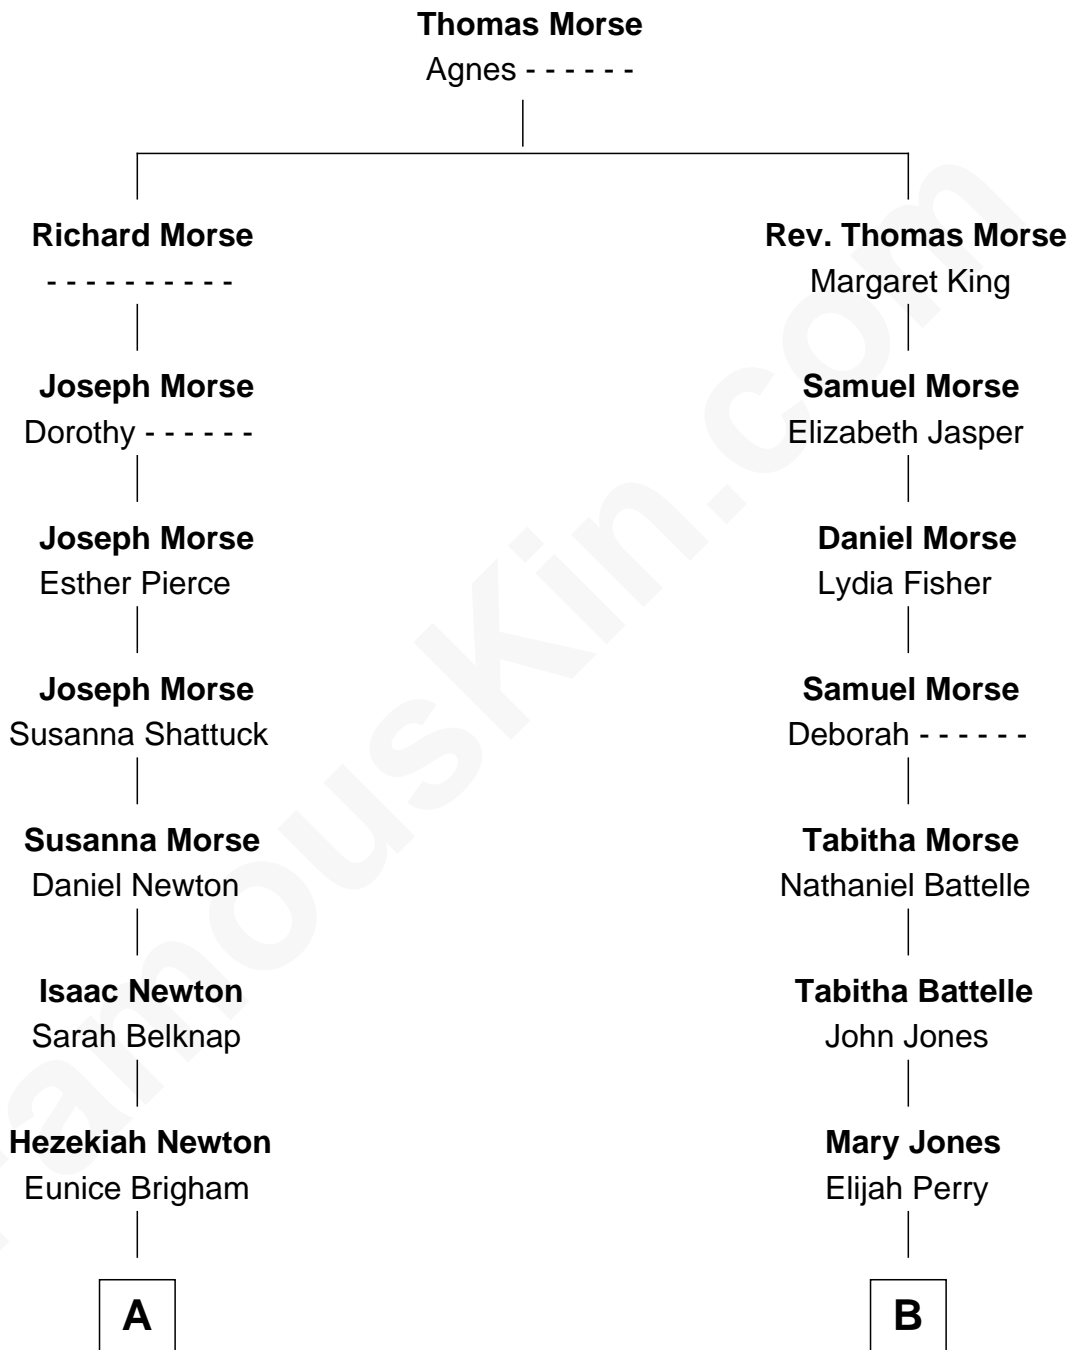 Thomas Morse
Agnes - - - - - -
Richard Morse
- - - - - - - - - -
Rev. Thomas Morse
Margaret King
Joseph Morse
Dorothy - - - - - -
Samuel Morse
Elizabeth Jasper
Joseph Morse
Esther Pierce
Daniel Morse
Lydia Fisher
Joseph Morse
Susanna Shattuck
Samuel Morse
Deborah - - - - - -
Susanna Morse
Daniel Newton
Tabitha Morse
Nathaniel Battelle
Isaac Newton
Sarah Belknap
Tabitha Battelle
John Jones
Hezekiah Newton
Eunice Brigham
Mary Jones
Elijah Perry
A
B
FamousKin.com